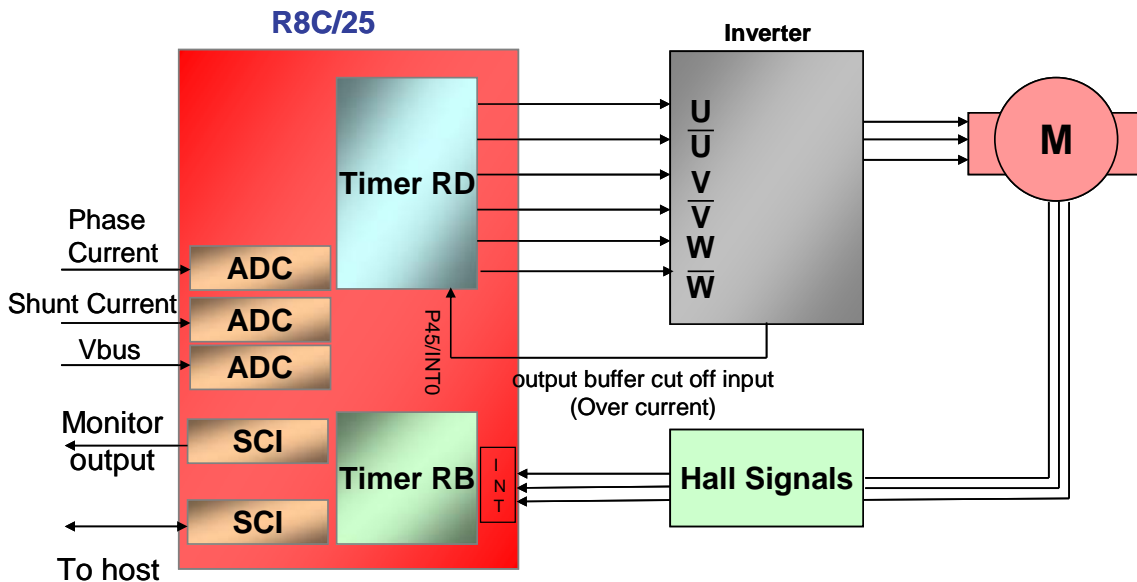 R8C/25
Inverter
Timer RD
U
U̅
V
V̅
W
W̅
M
Phase
Current
ADC
Shunt Current
ADC
Vbus
ADC
P45/INT0
output buffer cut off input
(Over current)
Monitor
output
SCI
Timer RB
INT
Hall Signals
SCI
To host